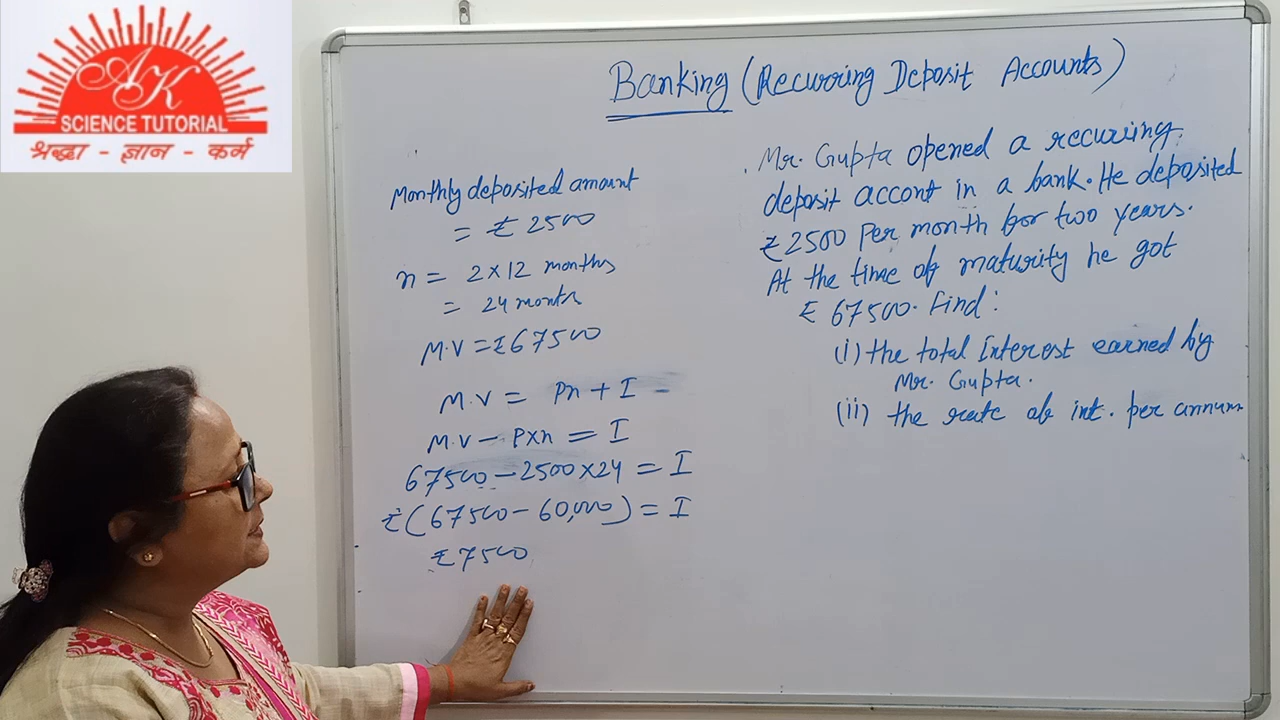 AK
SCIENCE TUTORIAL
श्रद्धा - ज्ञान - कर्म
Banking (Recurring Deposit Accounts)
Monthly deposited amount
= ₹ 2500
n = 2×12 months
= 24 months
M.V = ₹67500
M.V = Pn + I
M.V - P×n = I
67500 - 2500×24 = I
₹(67500 - 60,000) = I
₹7500
Mr. Gupta opened a recurring
deposit accont in a bank. He deposited
₹2500 Per month for two years.
At the time of maturity he got
₹ 67500. Find:
(i) the total Interest earned by
Mr. Gupta.
(ii) the rate of int. per annum